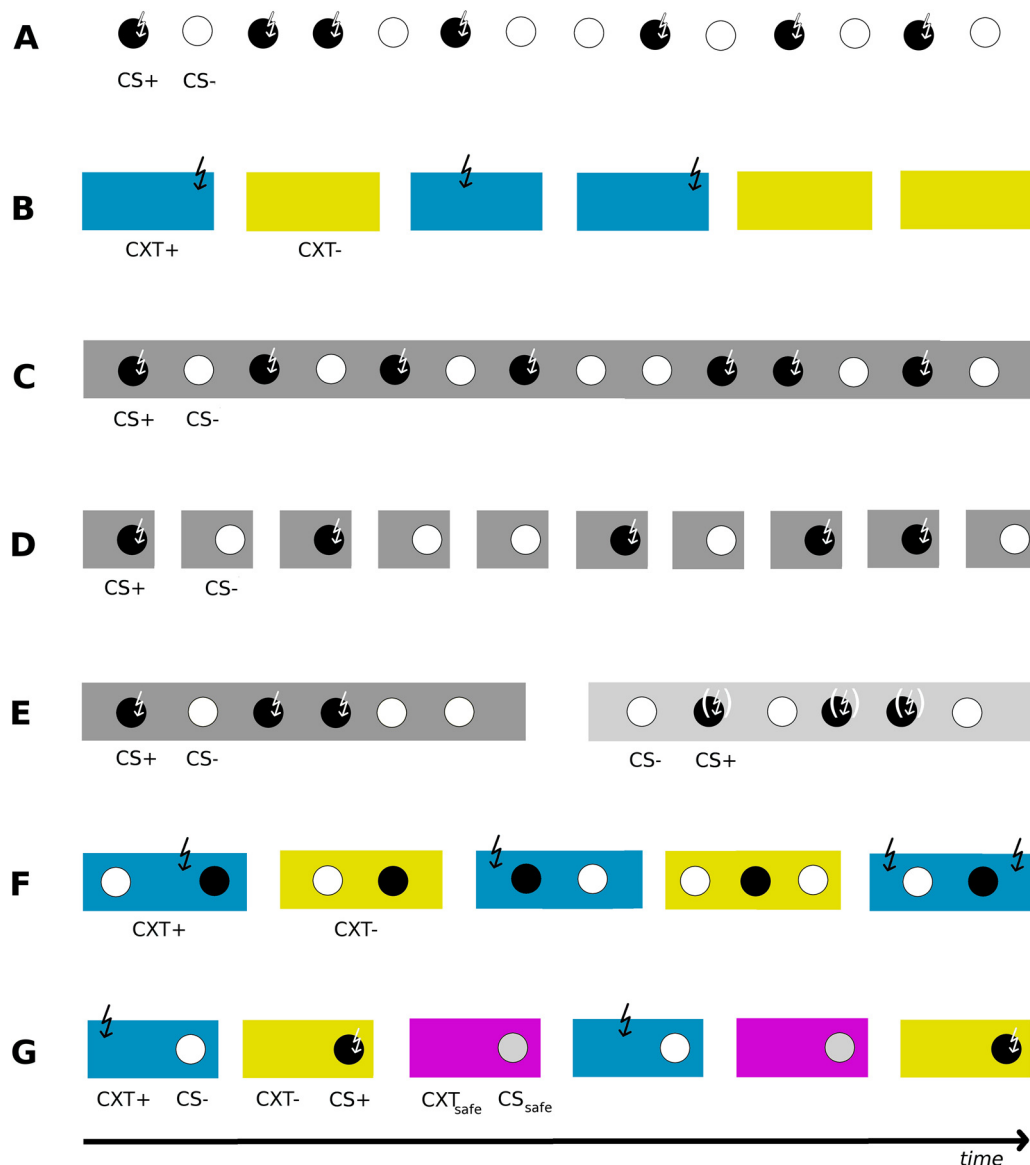 A
CS+ CS-
B
CXT+ CXT-
C
CS+ CS-
D
CS+ CS-
E
CS+ CS- CS- CS+
F
CXT+ CXT-
G
CXT+ CS- CXT- CS+ CXTsafe CSsafe
time